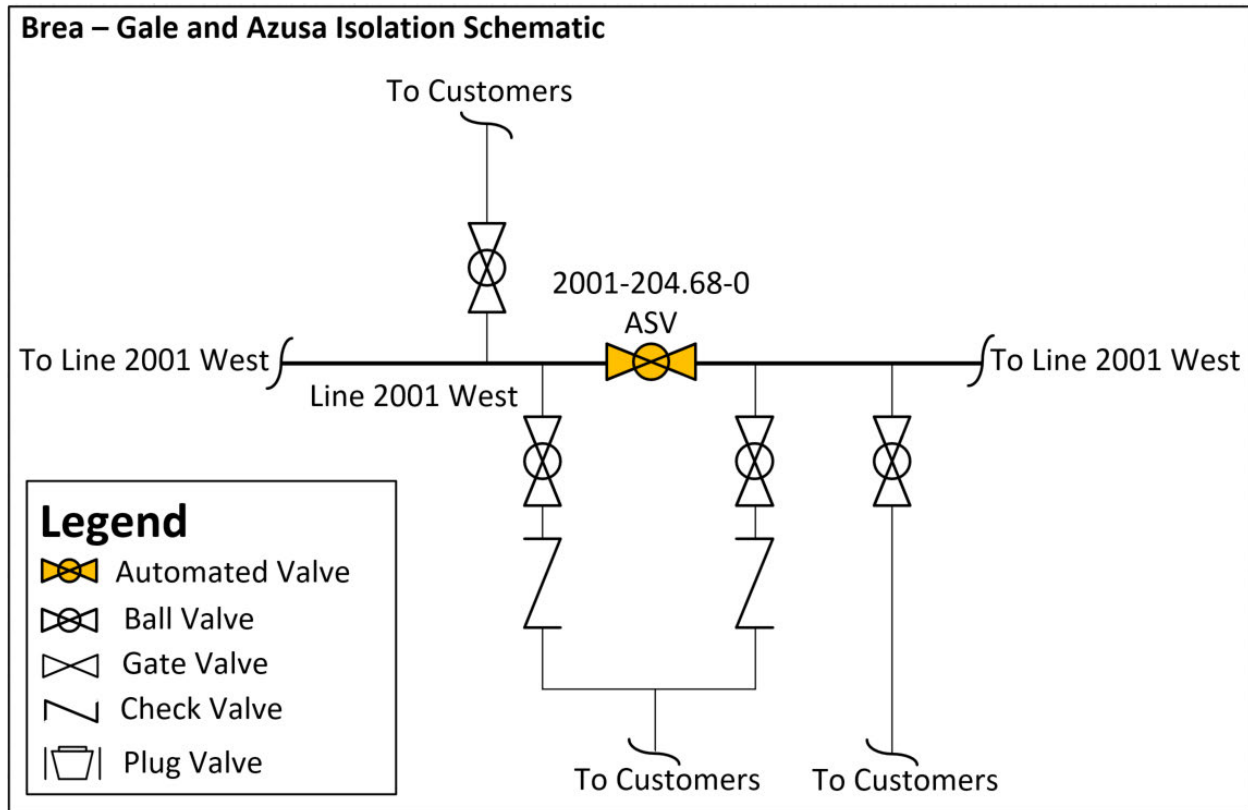 Brea – Gale and Azusa Isolation Schematic
To Customers
2001-204.68-0
ASV
To Line 2001 West
To Line 2001 West
Line 2001 West
Legend
Automated Valve
Ball Valve
Gate Valve
Check Valve
Plug Valve
To Customers
To Customers